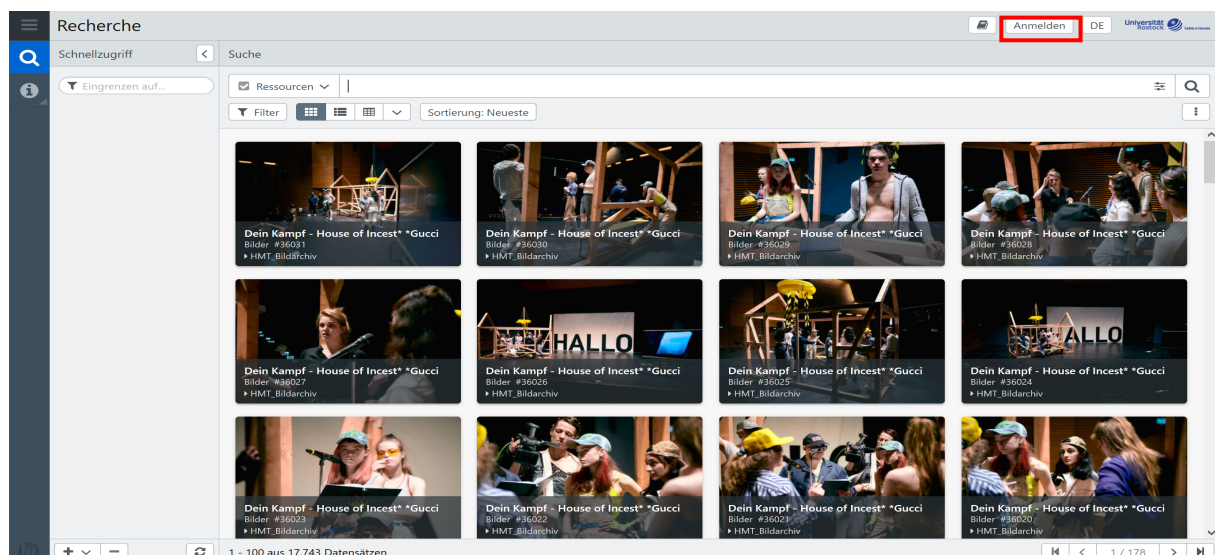 Recherche
Anmelden
DE
Universität
Rostock
Schnellzugriff
Suche
Eingrenzen auf...
Ressourcen
Filter
Sortierung: Neueste
Dein Kampf - House of Incest* *Gucci
Bilder #36031
HMT_Bildarchiv
Dein Kampf - House of Incest* *Gucci
Bilder #36030
HMT_Bildarchiv
Dein Kampf - House of Incest* *Gucci
Bilder #36029
HMT_Bildarchiv
Dein Kampf - House of Incest* *Gucci
Bilder #36028
HMT_Bildarchiv
Dein Kampf - House of Incest* *Gucci
Bilder #36027
HMT_Bildarchiv
HALLO
Dein Kampf - House of Incest* *Gucci
Bilder #36026
HMT_Bildarchiv
Dein Kampf - House of Incest* *Gucci
Bilder #36025
HMT_Bildarchiv
ALLO
Dein Kampf - House of Incest* *Gucci
Bilder #36024
HMT_Bildarchiv
Dein Kampf - House of Incest* *Gucci
Bilder #36023
HMT_Bildarchiv
Dein Kampf - House of Incest* *Gucci
Bilder #36022
HMT_Bildarchiv
Dein Kampf - House of Incest* *Gucci
Bilder #36021
HMT_Bildarchiv
Dein Kampf - House of Incest* *Gucci
Bilder #36020
HMT_Bildarchiv
1 - 100 aus 17.743 Datensätzen
1 / 178